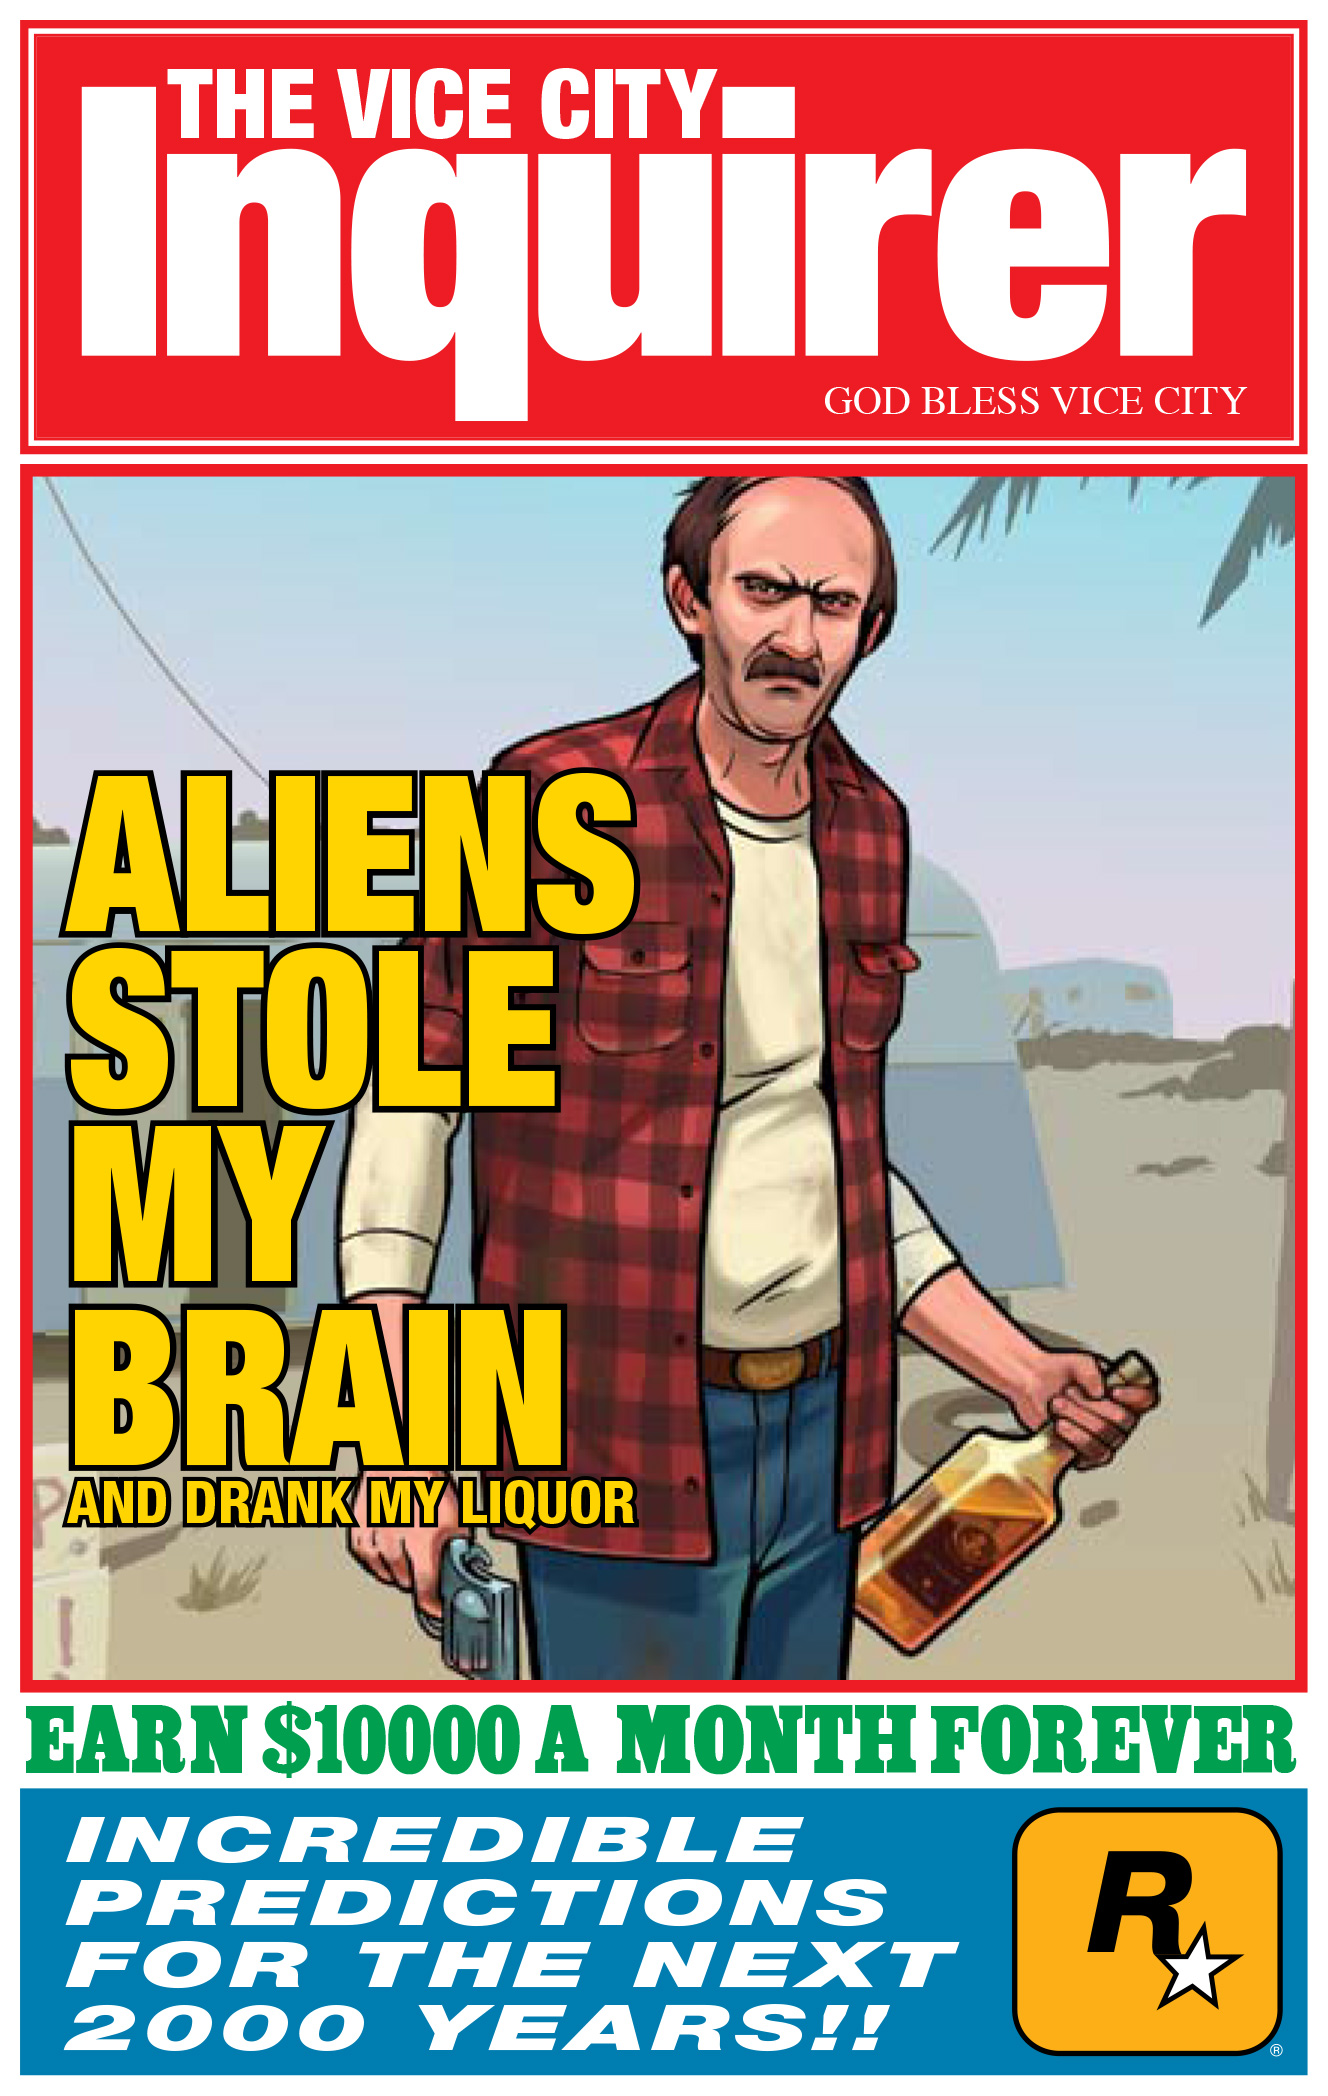 THE VICE CITY
Inquirer
GOD BLESS VICE CITY
ALIENS
STOLE
MY
BRAIN
AND DRANK MY LIQUOR
EARN $10000 A MONTH FOREVER
INCREDIBLE
PREDICTIONS
FOR THE NEXT
2000 YEARS!!
R
®